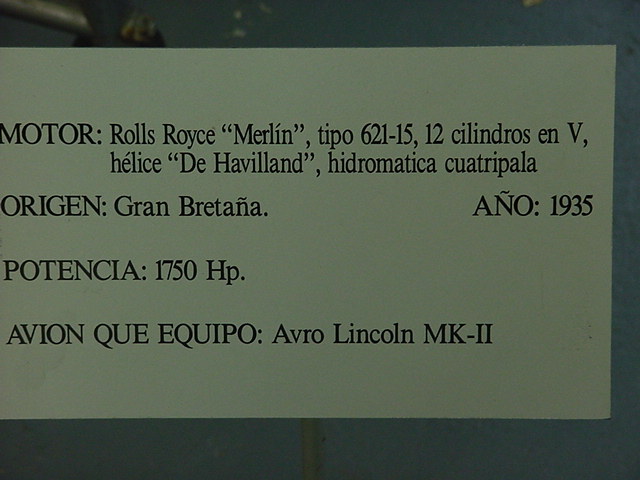 MOTOR: Rolls Royce “Merlín”, tipo 621-15, 12 cilindros en V,
hélice “De Havilland”, hidromatica cuatripala
ORIGEN: Gran Bretaña. AÑO: 1935
POTENCIA: 1750 Hp.
AVION QUE EQUIPO: Avro Lincoln MK-II